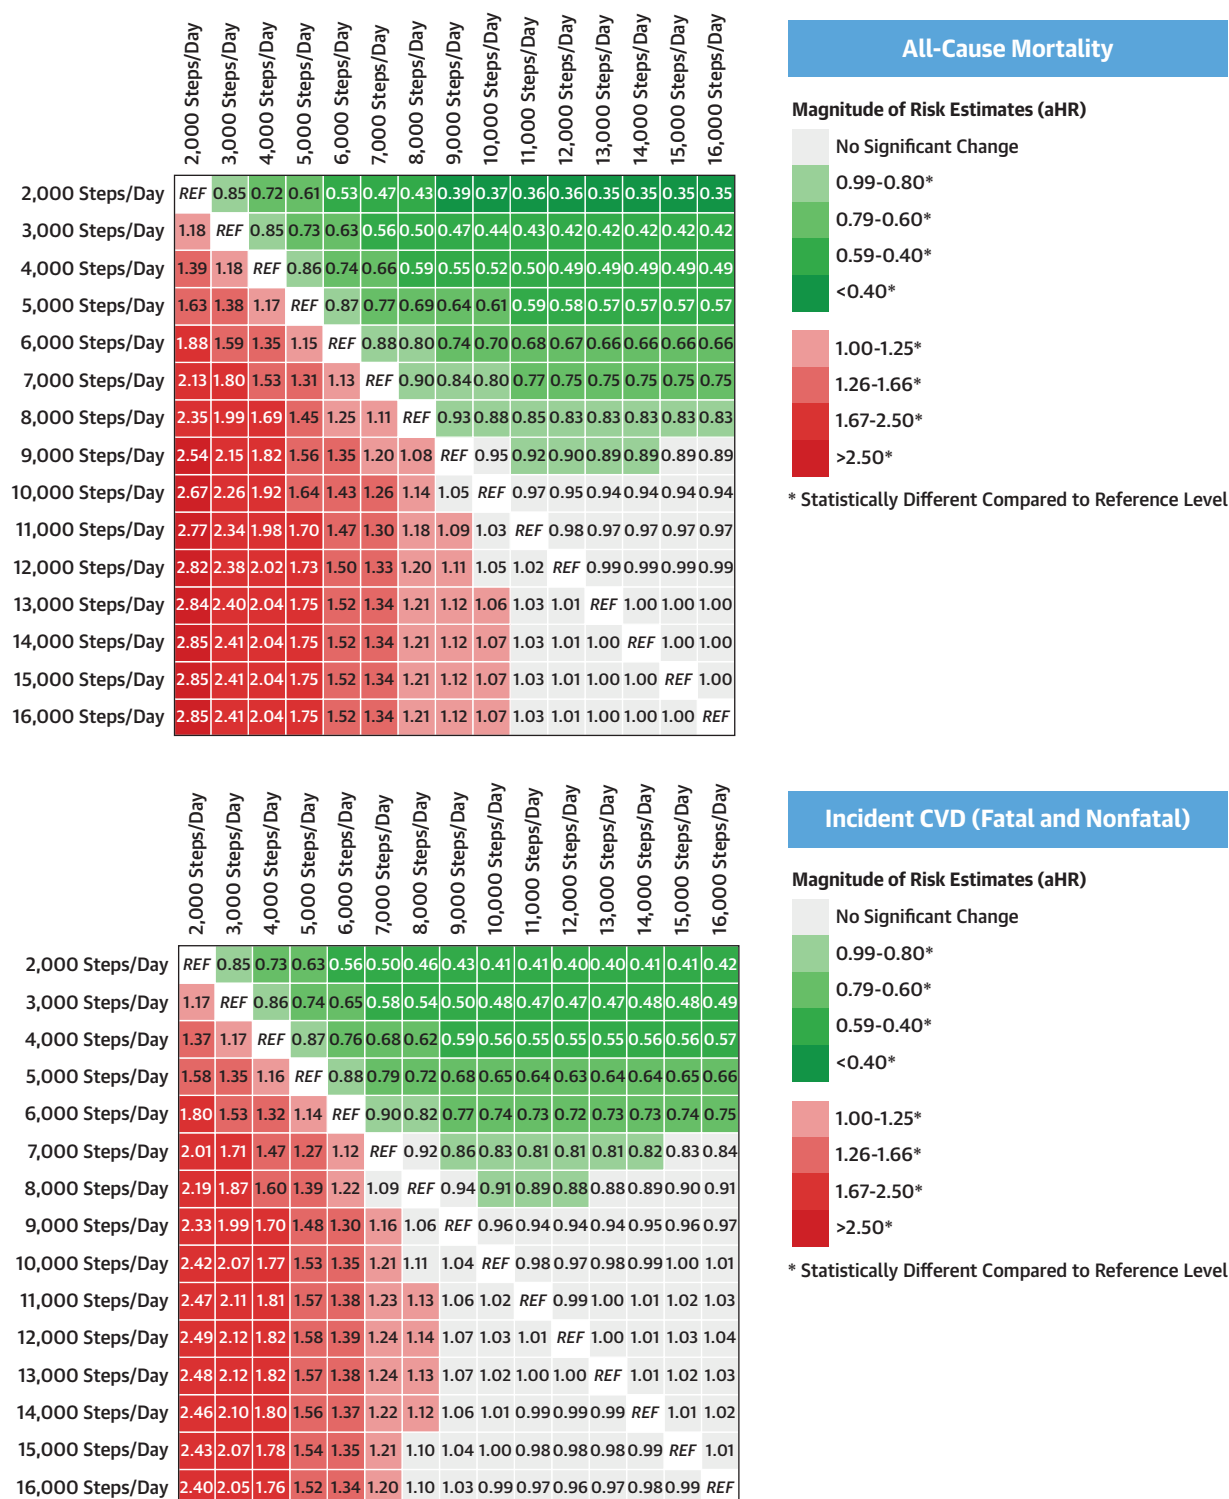 2,000 Steps/Day 3,000 Steps/Day 4,000 Steps/Day 5,000 Steps/Day 6,000 Steps/Day 7,000 Steps/Day 8,000 Steps/Day 9,000 Steps/Day 10,000 Steps/Day 11,000 Steps/Day 12,000 Steps/Day 13,000 Steps/Day 14,000 Steps/Day 15,000 Steps/Day 16,000 Steps/Day
2,000 Steps/Day REF 0.85 0.72 0.61 0.53 0.47 0.43 0.39 0.37 0.36 0.36 0.35 0.35 0.35 0.35
3,000 Steps/Day 1.18 REF 0.85 0.73 0.63 0.56 0.50 0.47 0.44 0.43 0.42 0.42 0.42 0.42 0.42
4,000 Steps/Day 1.39 1.18 REF 0.86 0.74 0.66 0.59 0.55 0.52 0.50 0.49 0.49 0.49 0.49 0.49
5,000 Steps/Day 1.63 1.38 1.17 REF 0.87 0.77 0.69 0.64 0.61 0.59 0.58 0.57 0.57 0.57 0.57
6,000 Steps/Day 1.88 1.59 1.35 1.15 REF 0.88 0.80 0.74 0.70 0.68 0.67 0.66 0.66 0.66 0.66
7,000 Steps/Day 2.13 1.80 1.53 1.31 1.13 REF 0.90 0.84 0.80 0.77 0.75 0.75 0.75 0.75 0.75
8,000 Steps/Day 2.35 1.99 1.69 1.45 1.25 1.11 REF 0.93 0.88 0.85 0.83 0.83 0.83 0.83 0.83
9,000 Steps/Day 2.54 2.15 1.82 1.56 1.35 1.20 1.08 REF 0.95 0.92 0.90 0.89 0.89 0.89 0.89
10,000 Steps/Day 2.67 2.26 1.92 1.64 1.43 1.26 1.14 1.05 REF 0.97 0.95 0.94 0.94 0.94 0.94
11,000 Steps/Day 2.77 2.34 1.98 1.70 1.47 1.30 1.18 1.09 1.03 REF 0.98 0.97 0.97 0.97 0.97
12,000 Steps/Day 2.82 2.38 2.02 1.73 1.50 1.33 1.20 1.11 1.05 1.02 REF 0.99 0.99 0.99 0.99
13,000 Steps/Day 2.84 2.40 2.04 1.75 1.52 1.34 1.21 1.12 1.06 1.03 1.01 REF 1.00 1.00 1.00
14,000 Steps/Day 2.85 2.41 2.04 1.75 1.52 1.34 1.21 1.12 1.07 1.03 1.01 1.00 REF 1.00 1.00
15,000 Steps/Day 2.85 2.41 2.04 1.75 1.52 1.34 1.21 1.12 1.07 1.03 1.01 1.00 1.00 REF 1.00
16,000 Steps/Day 2.85 2.41 2.04 1.75 1.52 1.34 1.21 1.12 1.07 1.03 1.01 1.00 1.00 1.00 REF
All-Cause Mortality
Magnitude of Risk Estimates (aHR)
No Significant Change
0.99-0.80*
0.79-0.60*
0.59-0.40*
<0.40*
1.00-1.25*
1.26-1.66*
1.67-2.50*
>2.50*
* Statistically Different Compared to Reference Level
2,000 Steps/Day 3,000 Steps/Day 4,000 Steps/Day 5,000 Steps/Day 6,000 Steps/Day 7,000 Steps/Day 8,000 Steps/Day 9,000 Steps/Day 10,000 Steps/Day 11,000 Steps/Day 12,000 Steps/Day 13,000 Steps/Day 14,000 Steps/Day 15,000 Steps/Day 16,000 Steps/Day
2,000 Steps/Day REF 0.85 0.73 0.63 0.56 0.50 0.46 0.43 0.41 0.41 0.40 0.40 0.41 0.41 0.42
3,000 Steps/Day 1.17 REF 0.86 0.74 0.65 0.58 0.54 0.50 0.48 0.47 0.47 0.47 0.48 0.48 0.49
4,000 Steps/Day 1.37 1.17 REF 0.87 0.76 0.68 0.62 0.59 0.56 0.55 0.55 0.55 0.56 0.56 0.57
5,000 Steps/Day 1.58 1.35 1.16 REF 0.88 0.79 0.72 0.68 0.65 0.64 0.63 0.64 0.64 0.65 0.66
6,000 Steps/Day 1.80 1.53 1.32 1.14 REF 0.90 0.82 0.77 0.74 0.73 0.72 0.73 0.73 0.74 0.75
7,000 Steps/Day 2.01 1.71 1.47 1.27 1.12 REF 0.92 0.86 0.83 0.81 0.81 0.81 0.82 0.83 0.84
8,000 Steps/Day 2.19 1.87 1.60 1.39 1.22 1.09 REF 0.94 0.91 0.89 0.88 0.88 0.89 0.90 0.91
9,000 Steps/Day 2.33 1.99 1.70 1.48 1.30 1.16 1.06 REF 0.96 0.94 0.94 0.94 0.95 0.96 0.97
10,000 Steps/Day 2.42 2.07 1.77 1.53 1.35 1.21 1.11 1.04 REF 0.98 0.97 0.98 0.99 1.00 1.01
11,000 Steps/Day 2.47 2.11 1.81 1.57 1.38 1.23 1.13 1.06 1.02 REF 0.99 1.00 1.01 1.02 1.03
12,000 Steps/Day 2.49 2.12 1.82 1.58 1.39 1.24 1.14 1.07 1.03 1.01 REF 1.00 1.01 1.03 1.04
13,000 Steps/Day 2.48 2.12 1.82 1.57 1.38 1.24 1.13 1.07 1.02 1.00 1.00 REF 1.01 1.02 1.03
14,000 Steps/Day 2.46 2.10 1.80 1.56 1.37 1.22 1.12 1.06 1.01 0.99 0.99 0.99 REF 1.01 1.02
15,000 Steps/Day 2.43 2.07 1.78 1.54 1.35 1.21 1.10 1.04 1.00 0.98 0.98 0.98 0.99 REF 1.01
16,000 Steps/Day 2.40 2.05 1.76 1.52 1.34 1.20 1.10 1.03 0.99 0.97 0.96 0.97 0.98 0.99 REF
Incident CVD (Fatal and Nonfatal)
Magnitude of Risk Estimates (aHR)
No Significant Change
0.99-0.80*
0.79-0.60*
0.59-0.40*
<0.40*
1.00-1.25*
1.26-1.66*
1.67-2.50*
>2.50*
* Statistically Different Compared to Reference Level